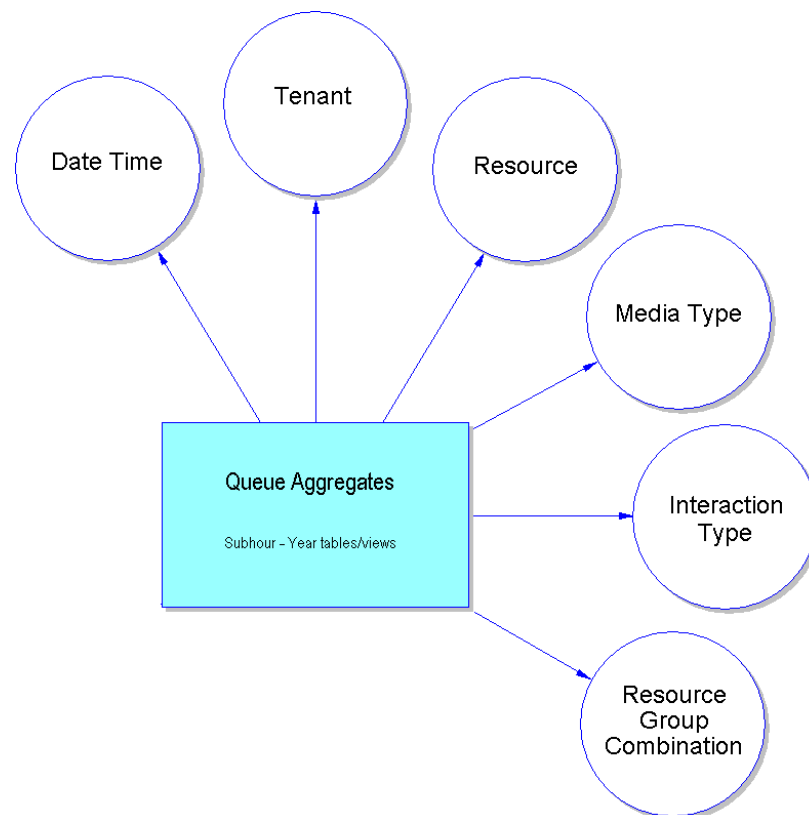 Tenant
Date Time
Resource
Media Type
Queue Aggregates
Subhour - Year tables/views
Interaction
Type
Resource
Group
Combination